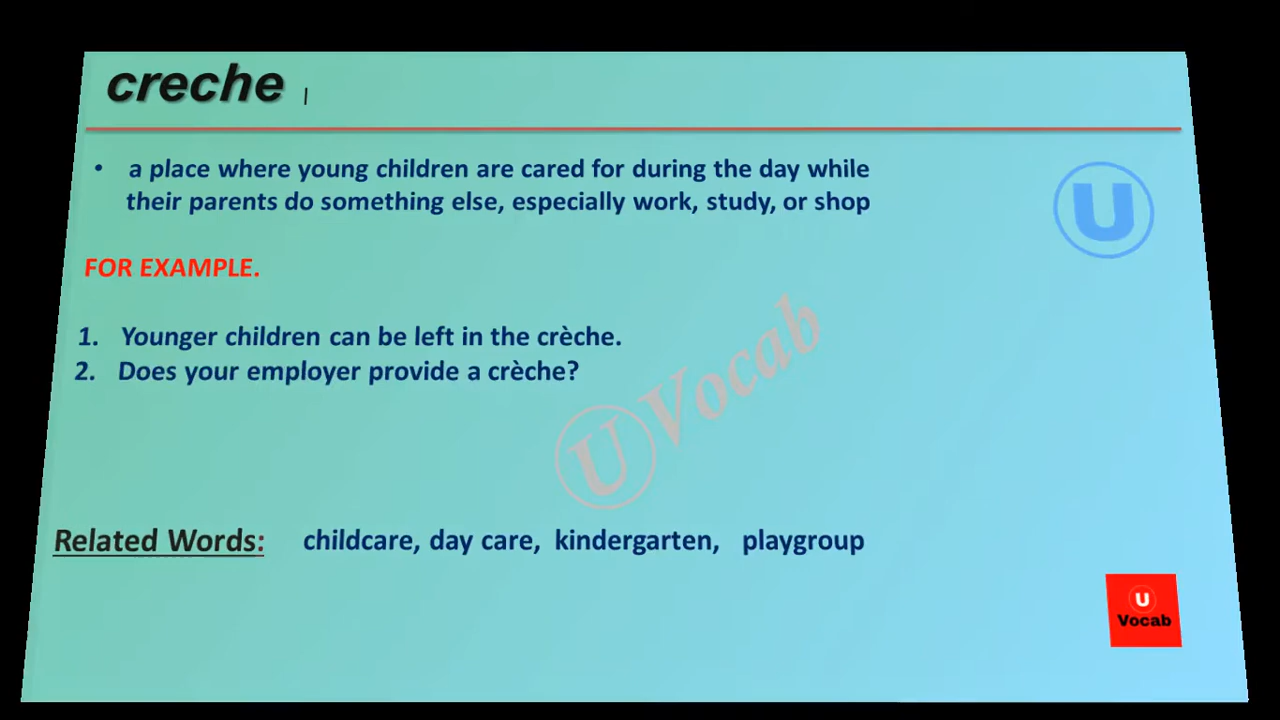 creche |
• a place where young children are cared for during the day while
their parents do something else, especially work, study, or shop
U
FOR EXAMPLE.
1. Younger children can be left in the crèche.
2. Does your employer provide a crèche?
U Vocab
Related Words: childcare, day care, kindergarten, playgroup
U
Vocab